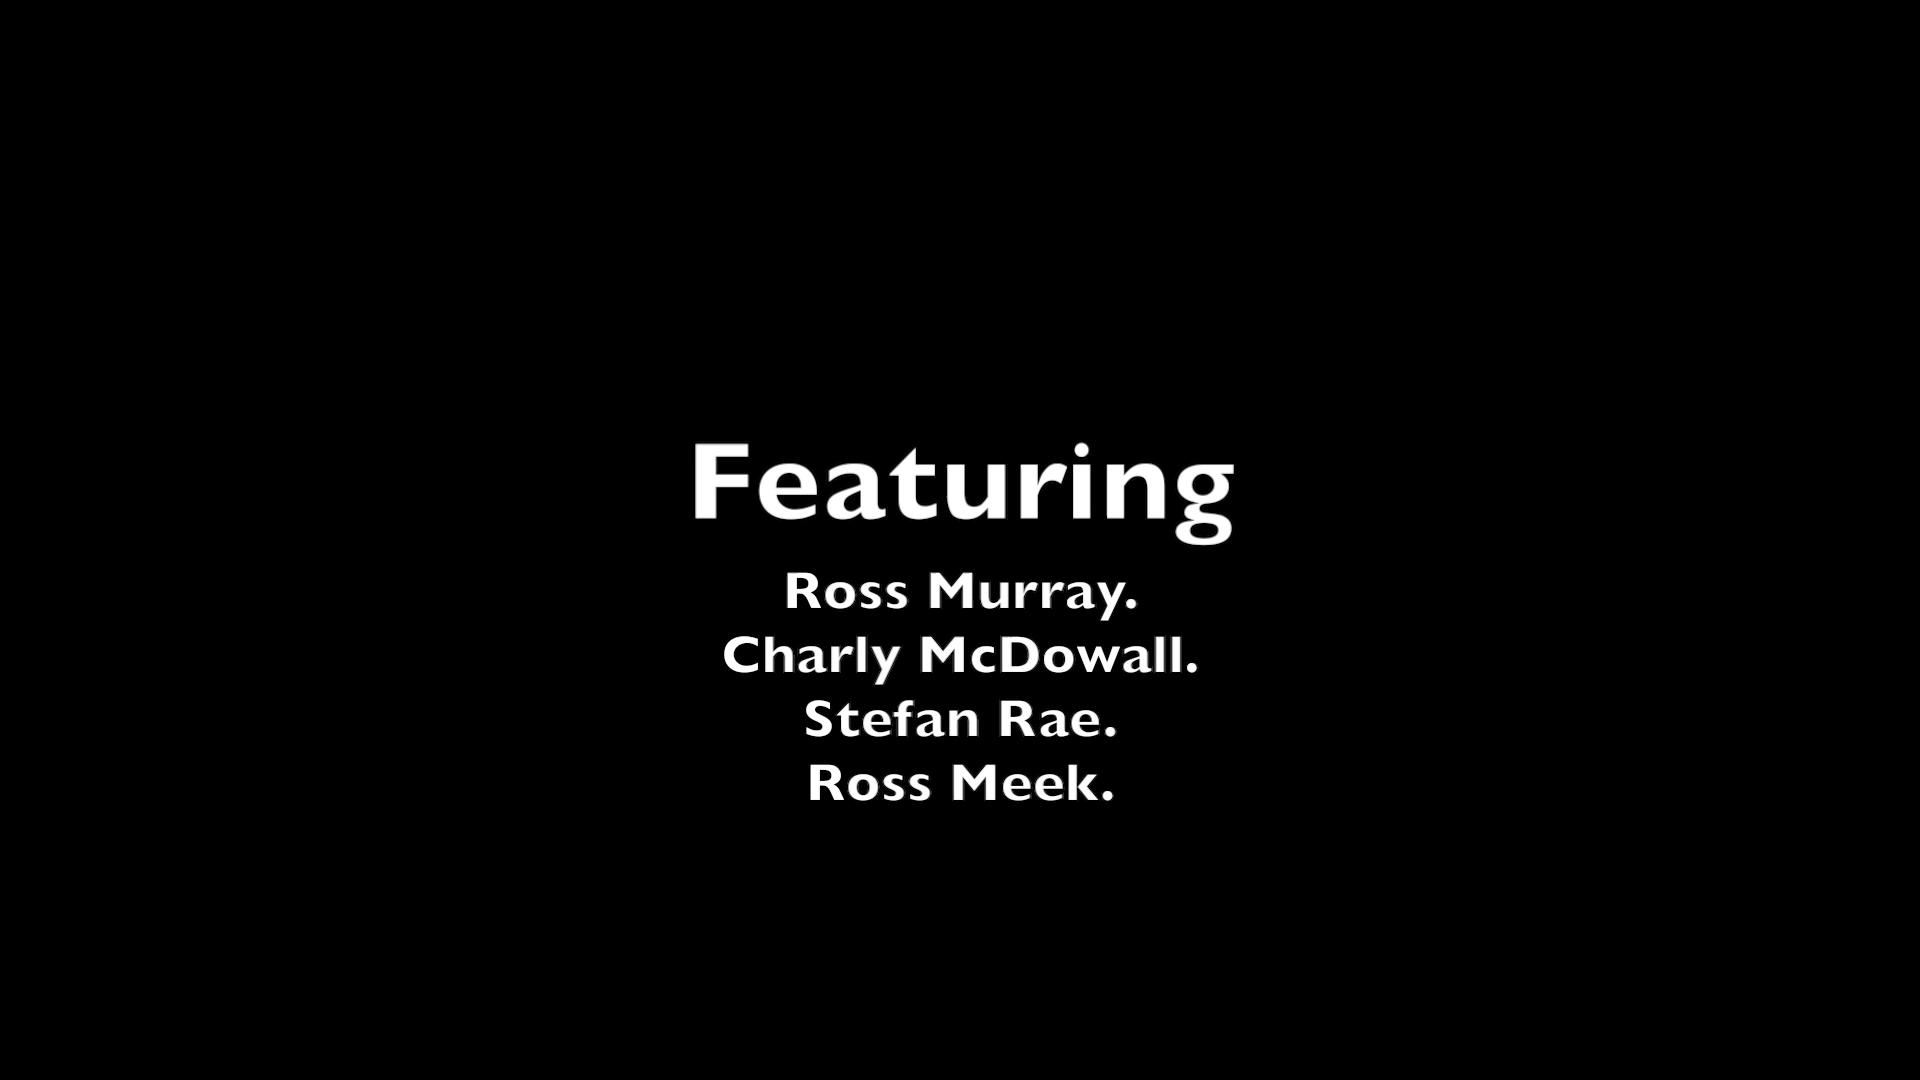 Featuring
Ross Murray.
Charly McDowall.
Stefan Rae.
Ross Meek.